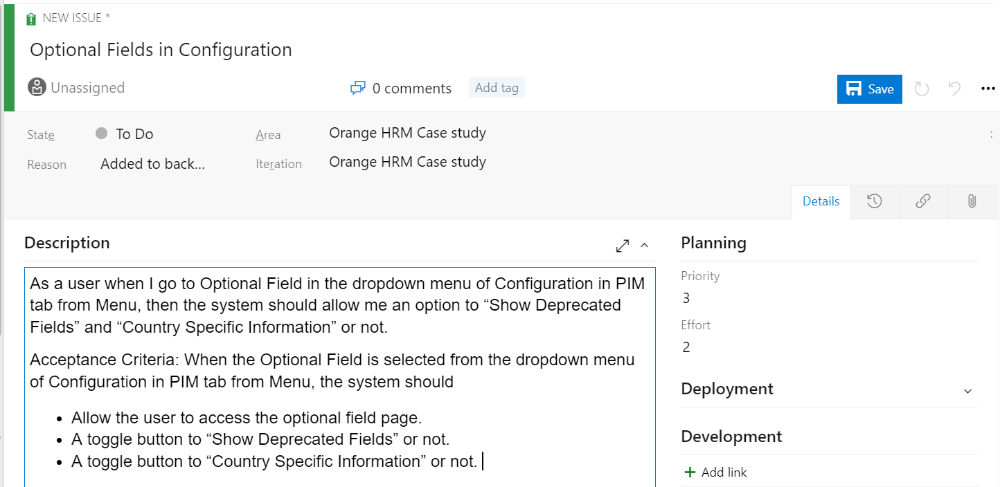 NEW ISSUE *
Optional Fields in Configuration
Unassigned
0 comments
Add tag
Save
State
To Do
Area
Orange HRM Case study
Reason
Added to back...
Iteration
Orange HRM Case study
Details
Description
As a user when I go to Optional Field in the dropdown menu of Configuration in PIM
tab from Menu, then the system should allow me an option to “Show Deprecated
Fields” and “Country Specific Information” or not.
Acceptance Criteria: When the Optional Field is selected from the dropdown menu
of Configuration in PIM tab from Menu, the system should
• Allow the user to access the optional field page.
• A toggle button to “Show Deprecated Fields” or not.
• A toggle button to “Country Specific Information” or not.
Planning
Priority
3
Effort
2
Deployment
Development
+ Add link